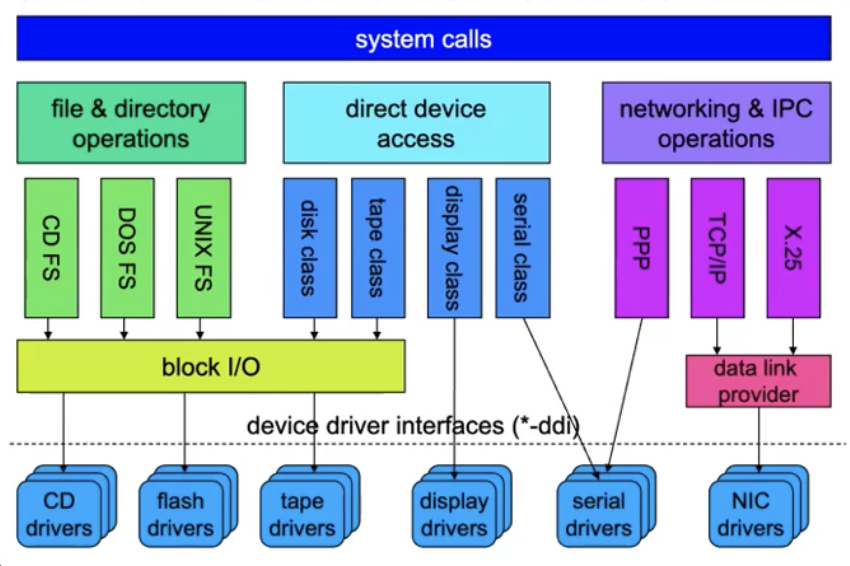 system calls
file & directory
operations
direct device
access
networking & IPC
operations
CD FS
DOS FS
UNIX FS
disk class
tape class
display class
serial class
PPP
TCP/IP
X.25
block I/O
data link
provider
device driver interfaces (*-ddi)
CD
drivers
flash
drivers
tape
drivers
display
drivers
serial
drivers
NIC
drivers